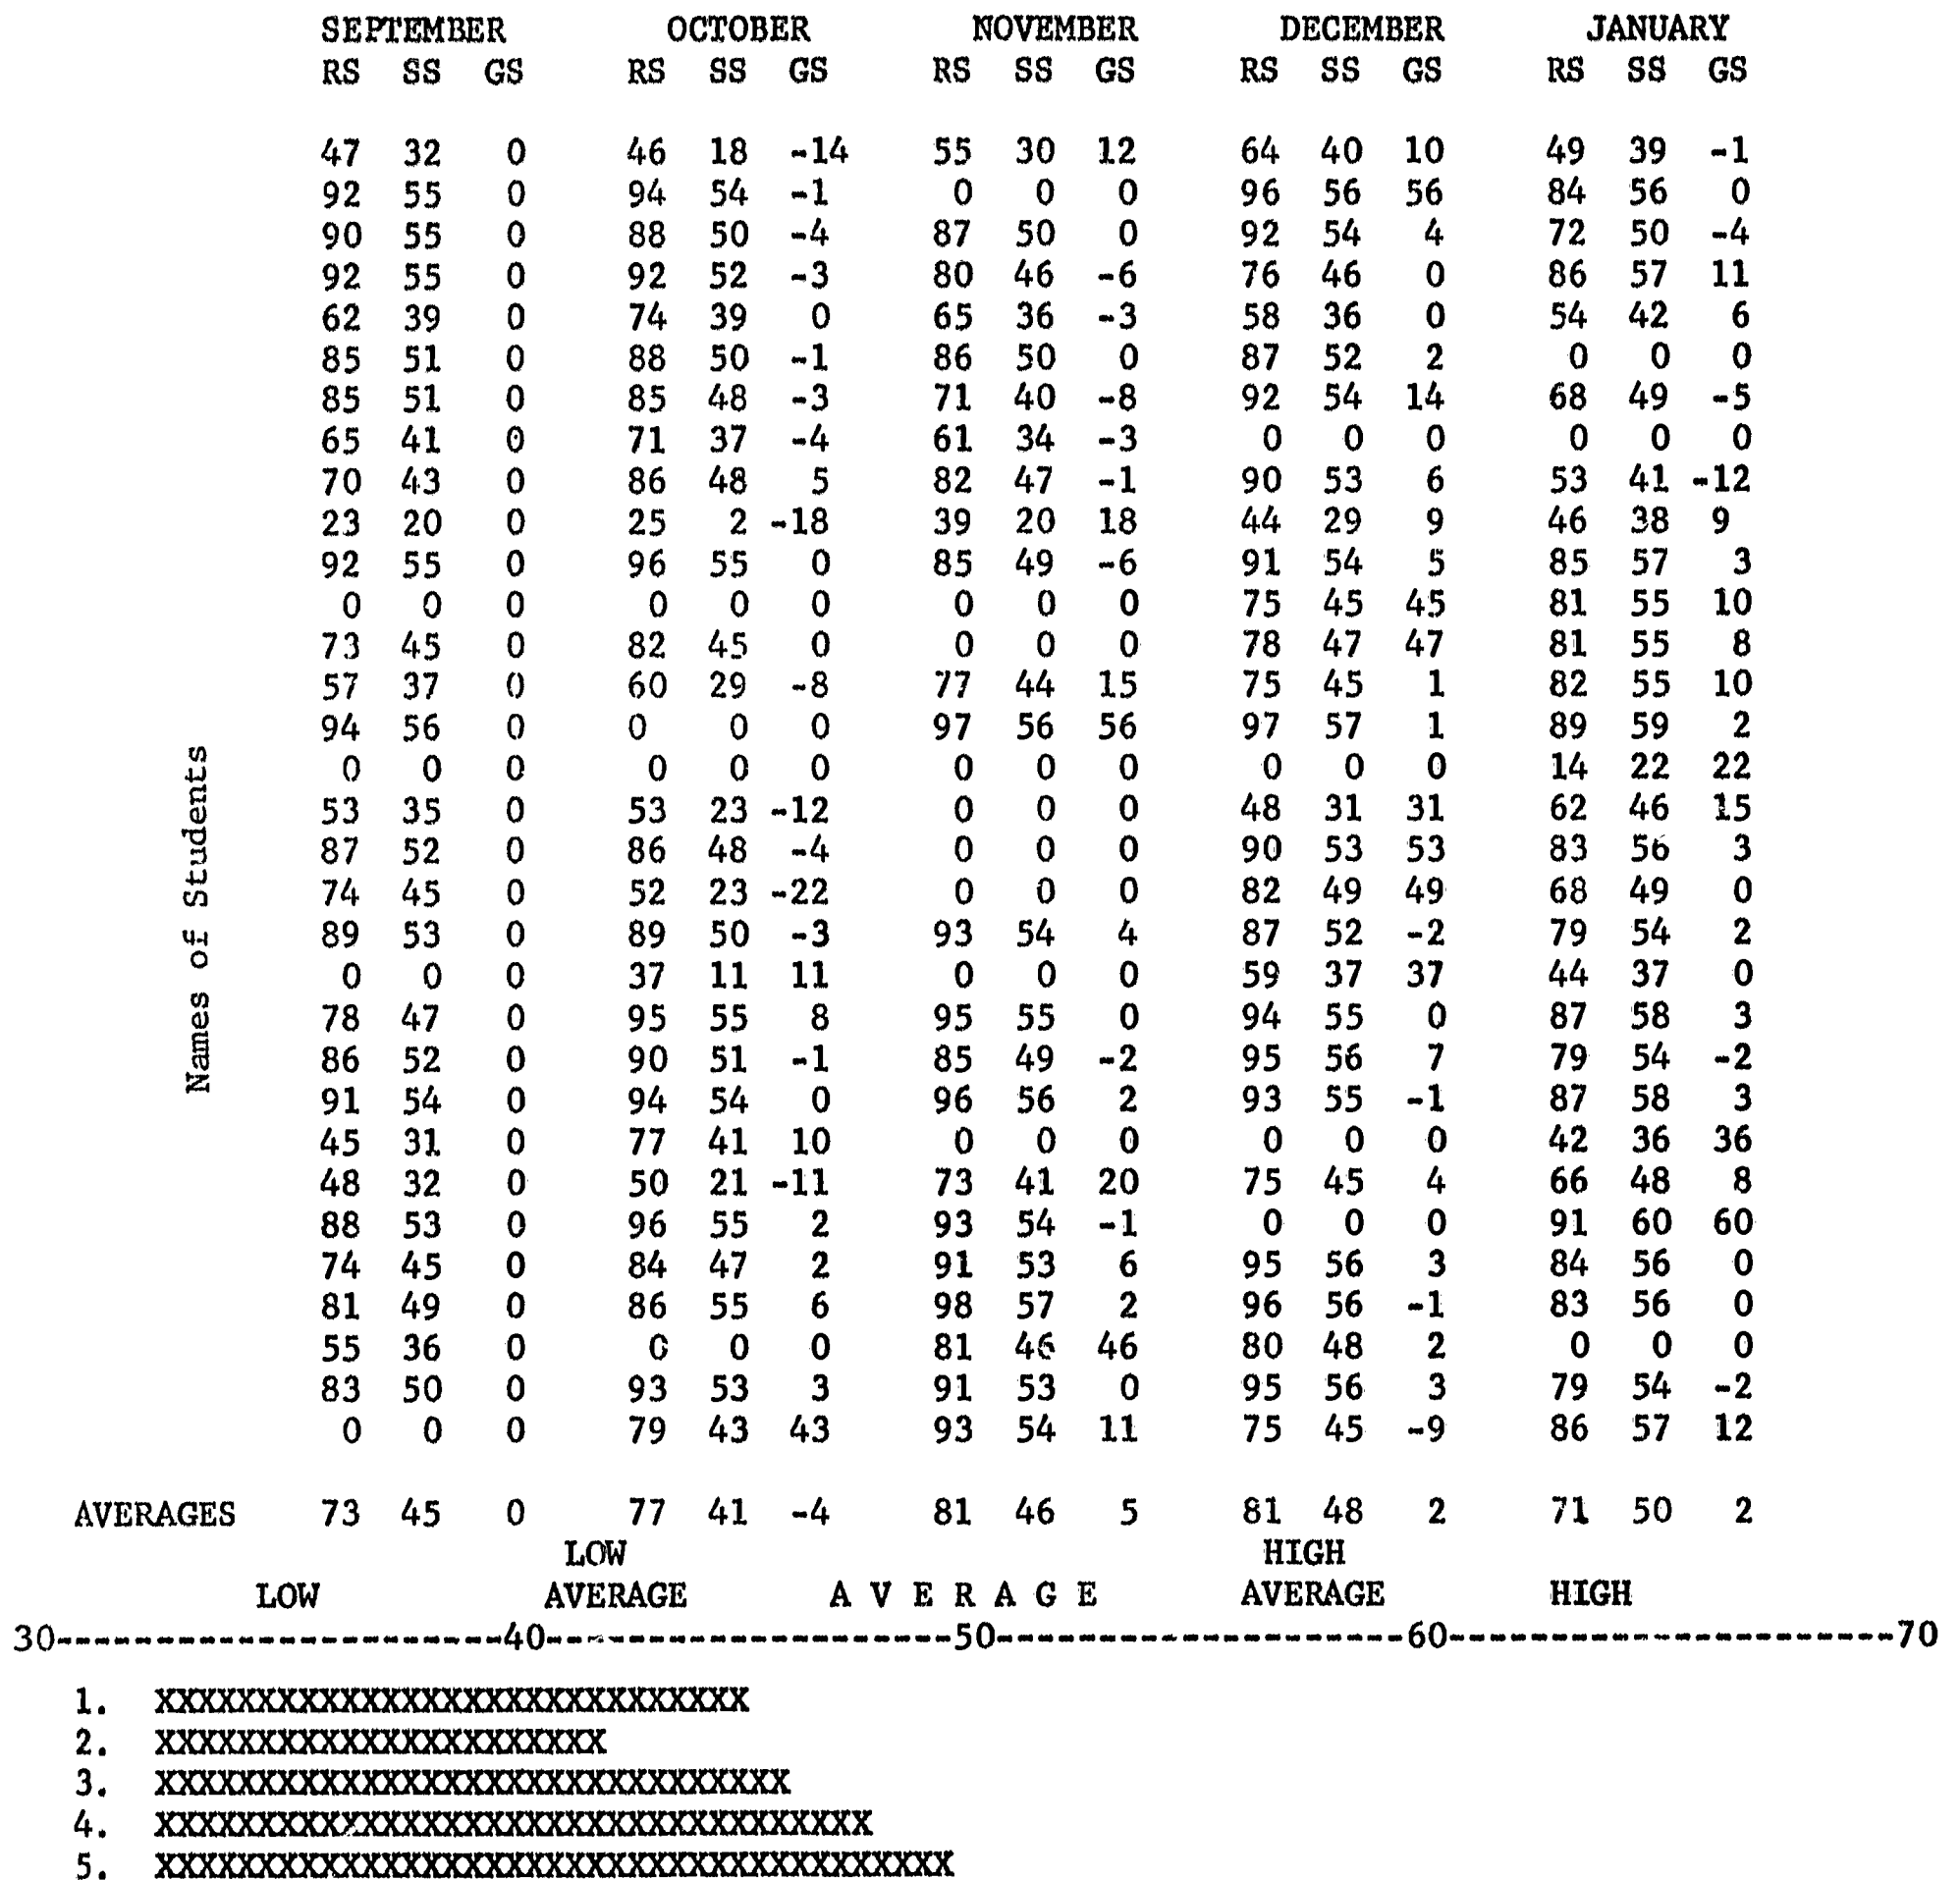 SEPTEMBER OCTOBER NOVEMBER DECEMBER JANUARY
RS SS GS RS SS GS RS SS GS RS SS GS RS SS GS
47 32 0 46 18 -14 55 30 12 64 40 10 49 39 -1
92 55 0 94 54 -1 0 0 0 96 56 56 84 56 0
90 55 0 88 50 -4 87 50 0 92 54 4 72 50 -4
92 55 0 92 52 -3 80 46 -6 76 46 0 86 57 11
62 39 0 74 39 0 65 36 -3 58 36 0 54 42 6
85 51 0 88 50 -1 86 50 0 87 52 2 0 0 0
85 51 0 85 48 -3 71 40 -8 92 54 14 68 49 -5
65 41 0 71 37 -4 61 34 -3 0 0 0 0 0 0
70 43 0 86 48 5 82 47 -1 90 53 6 53 41 -12
23 20 0 25 2 -18 39 20 18 44 29 9 46 38 9
92 55 0 96 55 0 85 49 -6 91 54 5 85 57 3
0 0 0 0 0 0 0 0 0 75 45 45 81 55 10
73 45 0 82 45 0 0 0 0 78 47 47 81 55 8
57 37 0 60 29 -8 77 44 15 75 45 1 82 55 10
94 56 0 0 0 0 97 56 56 97 57 1 89 59 2
0 0 0 0 0 0 0 0 0 0 0 0 14 22 22
53 35 0 53 23 -12 0 0 0 48 31 31 62 46 15
87 52 0 86 48 -4 0 0 0 90 53 53 83 56 3
74 45 0 52 23 -22 0 0 0 82 49 49 68 49 0
89 53 0 89 50 -3 93 54 4 87 52 -2 79 54 2
0 0 0 37 11 11 0 0 0 59 37 37 44 37 0
78 47 0 95 55 8 95 55 0 94 55 0 87 58 3
86 52 0 90 51 -1 85 49 -2 95 56 7 79 54 -2
91 54 0 94 54 0 96 56 2 93 55 -1 87 58 3
45 31 0 77 41 10 0 0 0 0 0 0 42 36 36
48 32 0 50 21 -11 73 41 20 75 45 4 66 48 8
88 53 0 96 55 2 93 54 -1 0 0 0 91 60 60
74 45 0 84 47 2 91 53 6 95 56 3 84 56 0
81 49 0 86 55 6 98 57 2 96 56 -1 83 56 0
55 36 0 0 0 0 81 46 46 80 48 2 0 0 0
83 50 0 93 53 3 91 53 0 95 56 3 79 54 -2
0 0 0 79 43 43 93 54 11 75 45 -9 86 57 12
Names of Students
AVERAGES 73 45 0 77 41 -4 81 46 5 81 48 2 71 50 2
LOW HIGH
LOW AVERAGE A V E R A G E AVERAGE HIGH
30-------------------------40-----------------------50-----------------------60-------------------------70
1. XXXXXXXXXXXXXXXXXXXXXXXXXXXXX
2. XXXXXXXXXXXXXXXXXXXXXX
3. XXXXXXXXXXXXXXXXXXXXXXXXXXXXXXX
4. XXXXXXXXXXXXXXXXXXXXXXXXXXXXXXXXXXX
5. XXXXXXXXXXXXXXXXXXXXXXXXXXXXXXXXXXXXXXX